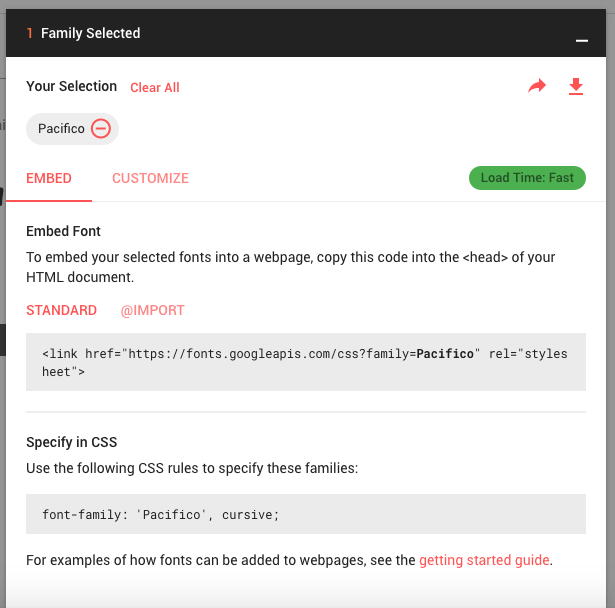 1 Family Selected
Your Selection Clear All
Pacifico
EMBED CUSTOMIZE Load Time: Fast
Embed Font
To embed your selected fonts into a webpage, copy this code into the <head> of your
HTML document.
STANDARD @IMPORT
<link href="https://fonts.googleapis.com/css?family=Pacifico" rel="styles
heet">
Specify in CSS
Use the following CSS rules to specify these families:
font-family: 'Pacifico', cursive;
For examples of how fonts can be added to webpages, see the getting started guide.